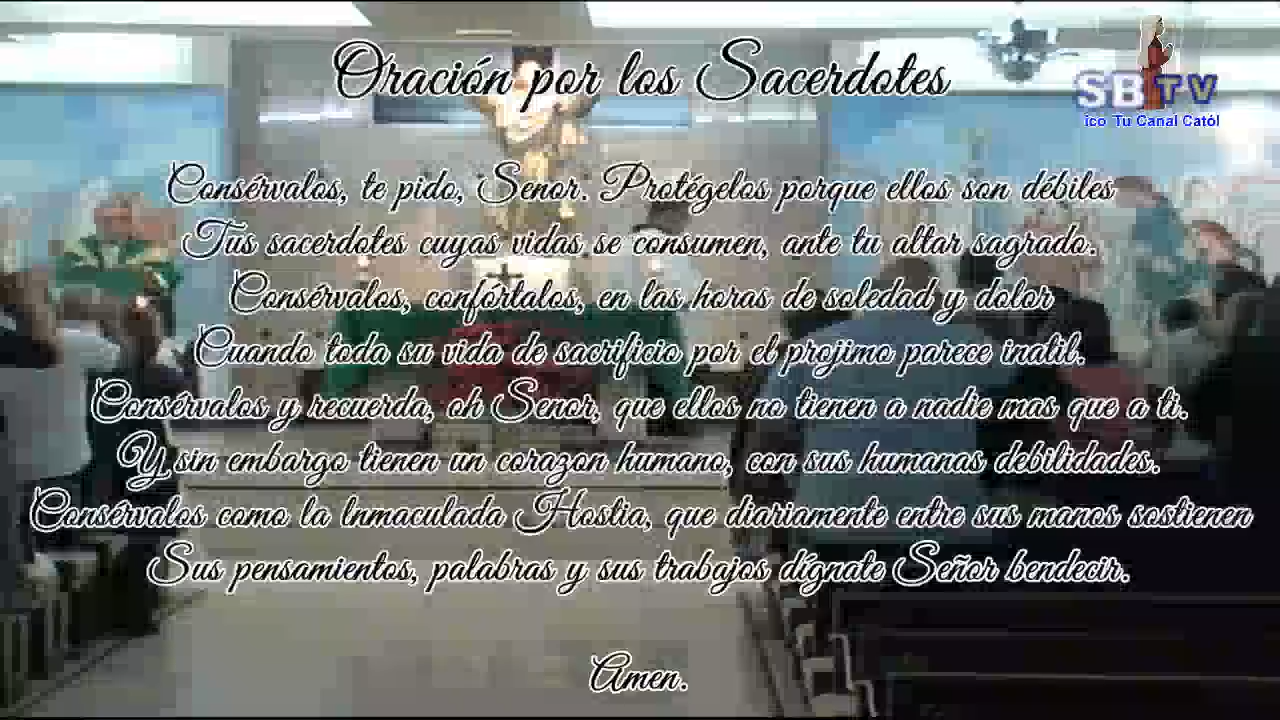 Oración por los Sacerdotes
SBTV
ico Tu Canal Catól
Consérvalos, te pido, Senor. Protégelos porque ellos son débiles
Tus sacerdotes cuyas vidas se consumen, ante tu altar sagrado.
Consérvalos, confórtalos, en las horas de soledad y dolor
Cuando toda su vida de sacrificio por el projimo parece inatil.
Consérvalos y recuerda, oh Senor, que ellos no tienen a nadie mas que a ti.
Y sin embargo tienen un corazon humano, con sus humanas debilidades.
Consérvalos como la lnmaculada Hostia, que diariamente entre sus manos sostienen
Sus pensamientos, palabras y sus trabajos dígnate Señor bendecir.
Amen.